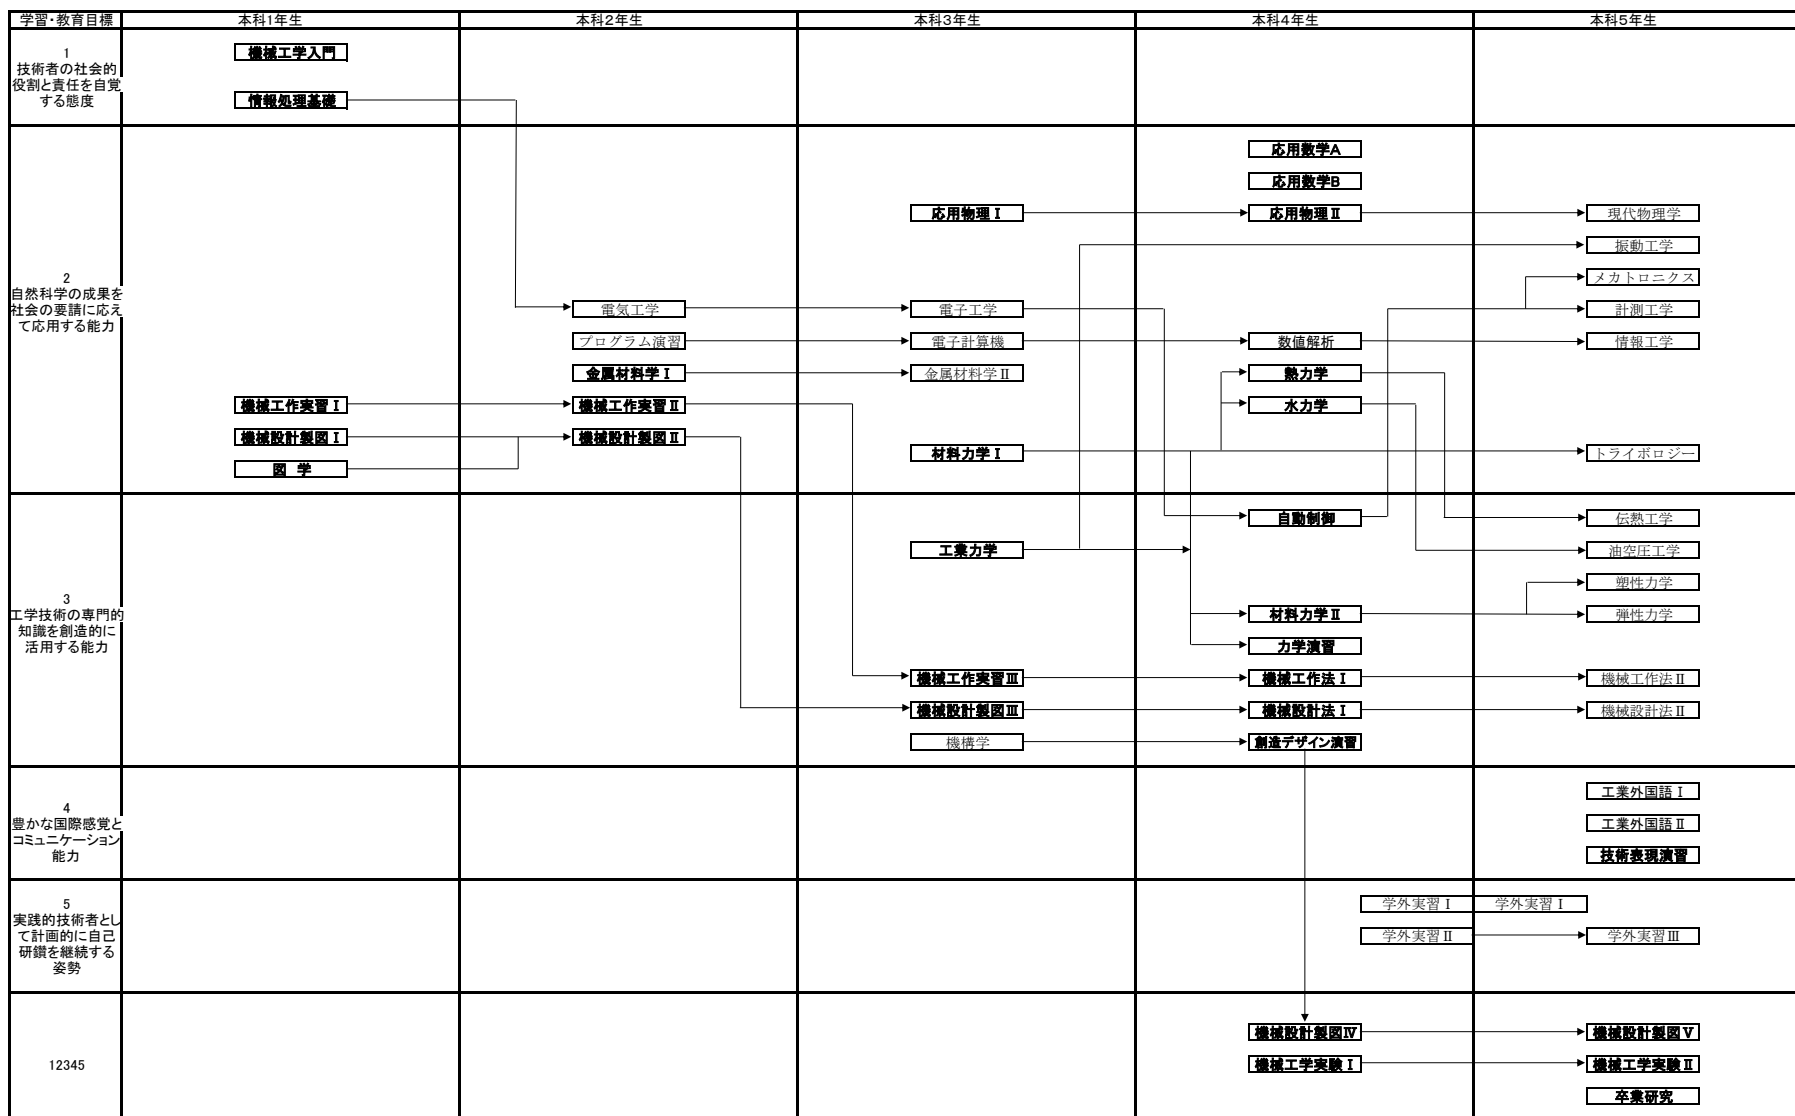 学習・教育目標 本科1年生 本科2年生 本科3年生 本科4年生 本科5年生
1
技術者の社会的
役割と責任を自覚
する態度
機械工学入門
情報処理基礎
2
自然科学の成果を
社会の要請に応え
て応用する能力
応用数学A
応用数学B
応用物理Ⅰ 応用物理Ⅱ 現代物理学
振動工学
メカトロニクス
電気工学 電子工学 計測工学
プログラム演習 電子計算機 数値解析 情報工学
金属材料学Ⅰ 金属材料学Ⅱ 熱力学
機械工作実習Ⅰ 機械工作実習Ⅱ 水力学
機械設計製図Ⅰ 機械設計製図Ⅱ
材料力学Ⅰ トライボロジー
図 学
3
工学技術の専門的
知識を創造的に
活用する能力
自動制御 伝熱工学
工業力学 油空圧工学
塑性力学
材料力学Ⅱ 弾性力学
力学演習
機械工作実習Ⅲ 機械工作法Ⅰ 機械工作法Ⅱ
機械設計製図Ⅲ 機械設計法Ⅰ 機械設計法Ⅱ
機構学 創造デザイン演習
4
豊かな国際感覚と
コミュニケーション
能力
工業外国語Ⅰ
工業外国語Ⅱ
技術表現演習
5
実践的技術者とし
て計画的に自己
研鑽を継続する
姿勢
学外実習Ⅰ 学外実習Ⅰ
学外実習Ⅱ 学外実習Ⅲ
12345
機械設計製図Ⅳ 機械設計製図Ⅴ
機械工学実験Ⅰ 機械工学実験Ⅱ
卒業研究